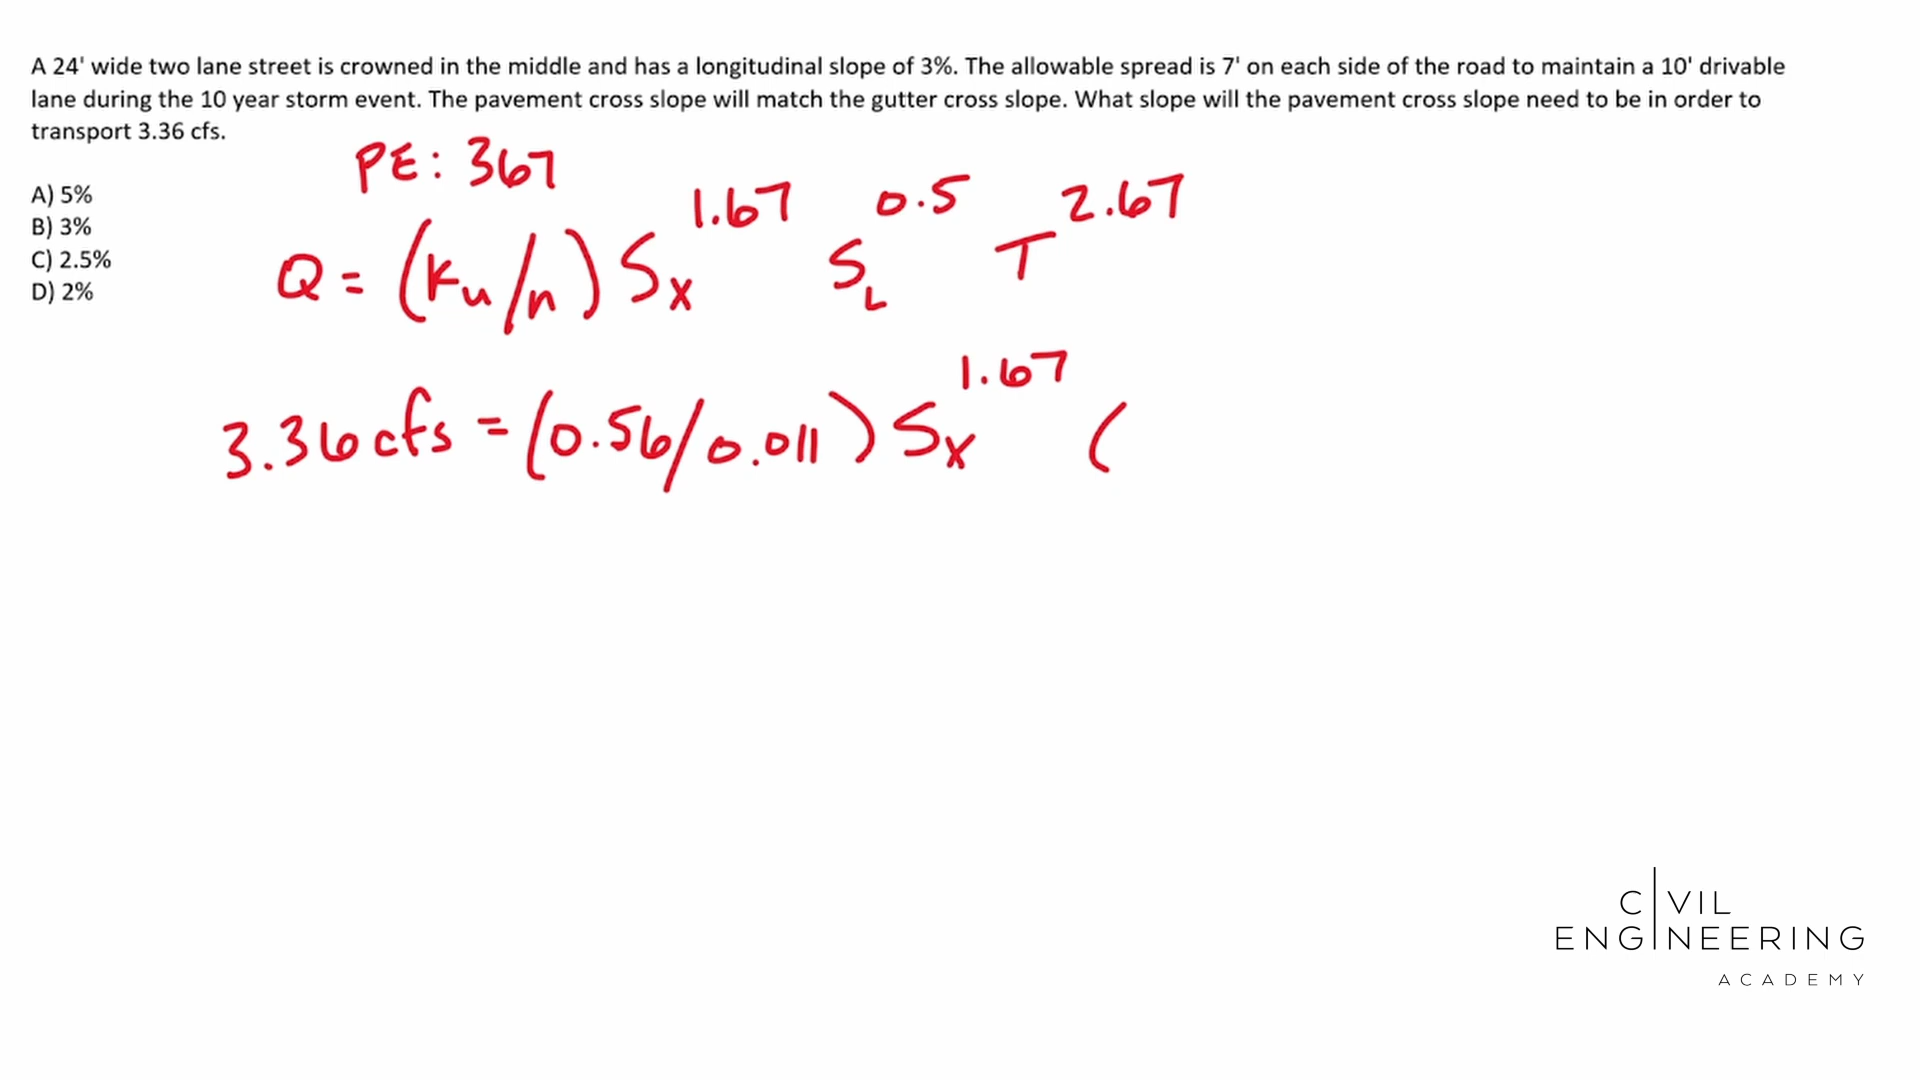 A 24' wide two lane street is crowned in the middle and has a longitudinal slope of 3%. The allowable spread is 7' on each side of the road to maintain a 10' drivable
lane during the 10 year storm event. The pavement cross slope will match the gutter cross slope. What slope will the pavement cross slope need to be in order to
transport 3.36 cfs.
PE: 367
A) 5%
B) 3%
C) 2.5%
D) 2%
Q = (Ku/n) Sx^1.67 SL^0.5 T^2.67
3.36 cfs = (0.56/0.011) Sx^1.67 (
CIVIL
ENGINEERING
ACADEMY